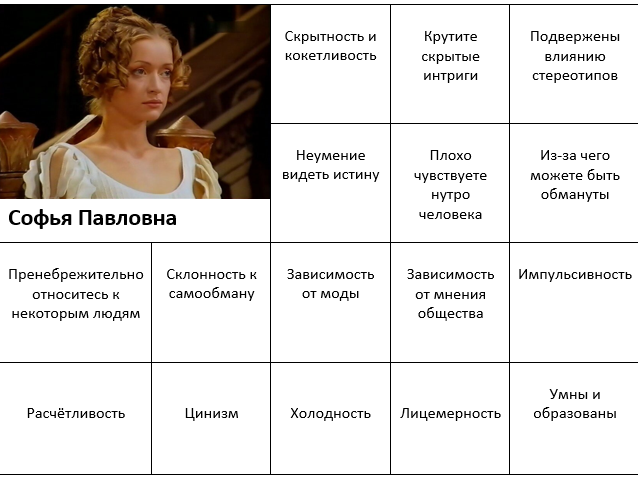 Скрытность и
кокетливость
Крутите
скрытые
интриги
Подвержены
влиянию
стереотипов
Неумение
видеть истину
Плохо
чувствуете
нутро
человека
Из-за чего
можете быть
обмануты
Софья Павловна
Пренебрежительно
относитесь к
некоторым людям
Склонность к
самообману
Зависимость
от моды
Зависимость
от мнения
общества
Импульсивность
Расчётливость
Цинизм
Холодность
Лицемерность
Умны и
образованы